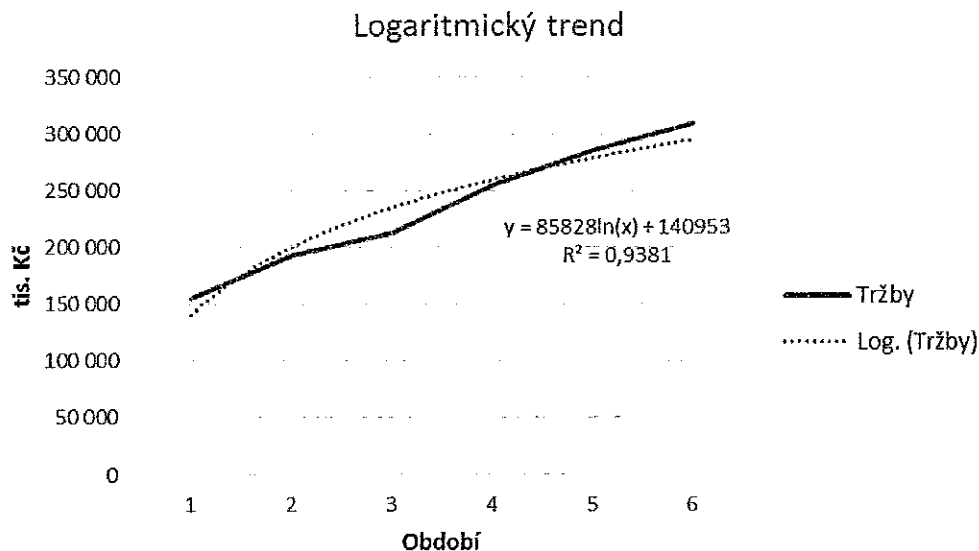 Logaritmický trend
350 000
300 000
250 000
200 000
150 000
100 000
50 000
0
tis. Kč
y = 85828ln(x) + 140953
R² = 0,9381
Tržby
Log. (Tržby)
1 2 3 4 5 6
Období